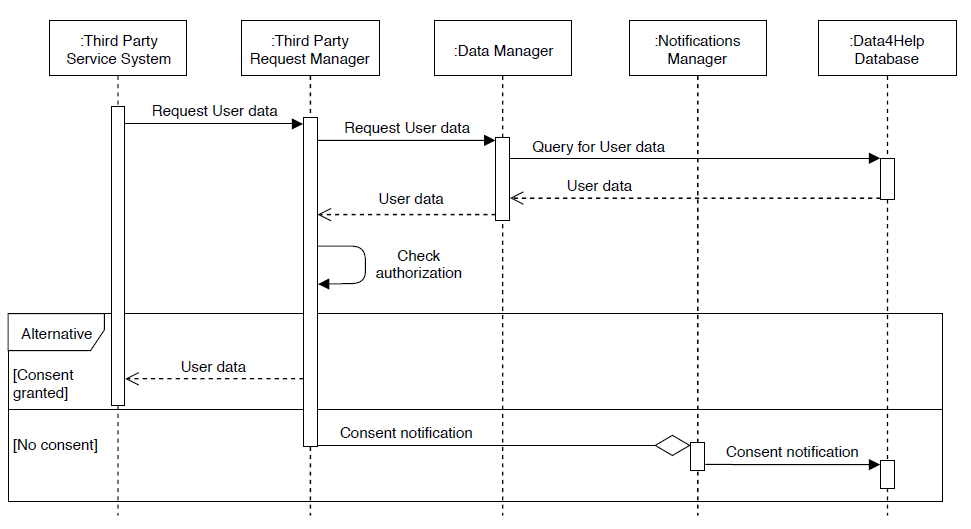 :Third Party
Service System
:Third Party
Request Manager
:Data Manager
:Notifications
Manager
:Data4Help
Database
Request User data
Request User data
Query for User data
User data
User data
Check
authorization
Alternative
User data
[Consent
granted]
Consent notification
[No consent]
Consent notification